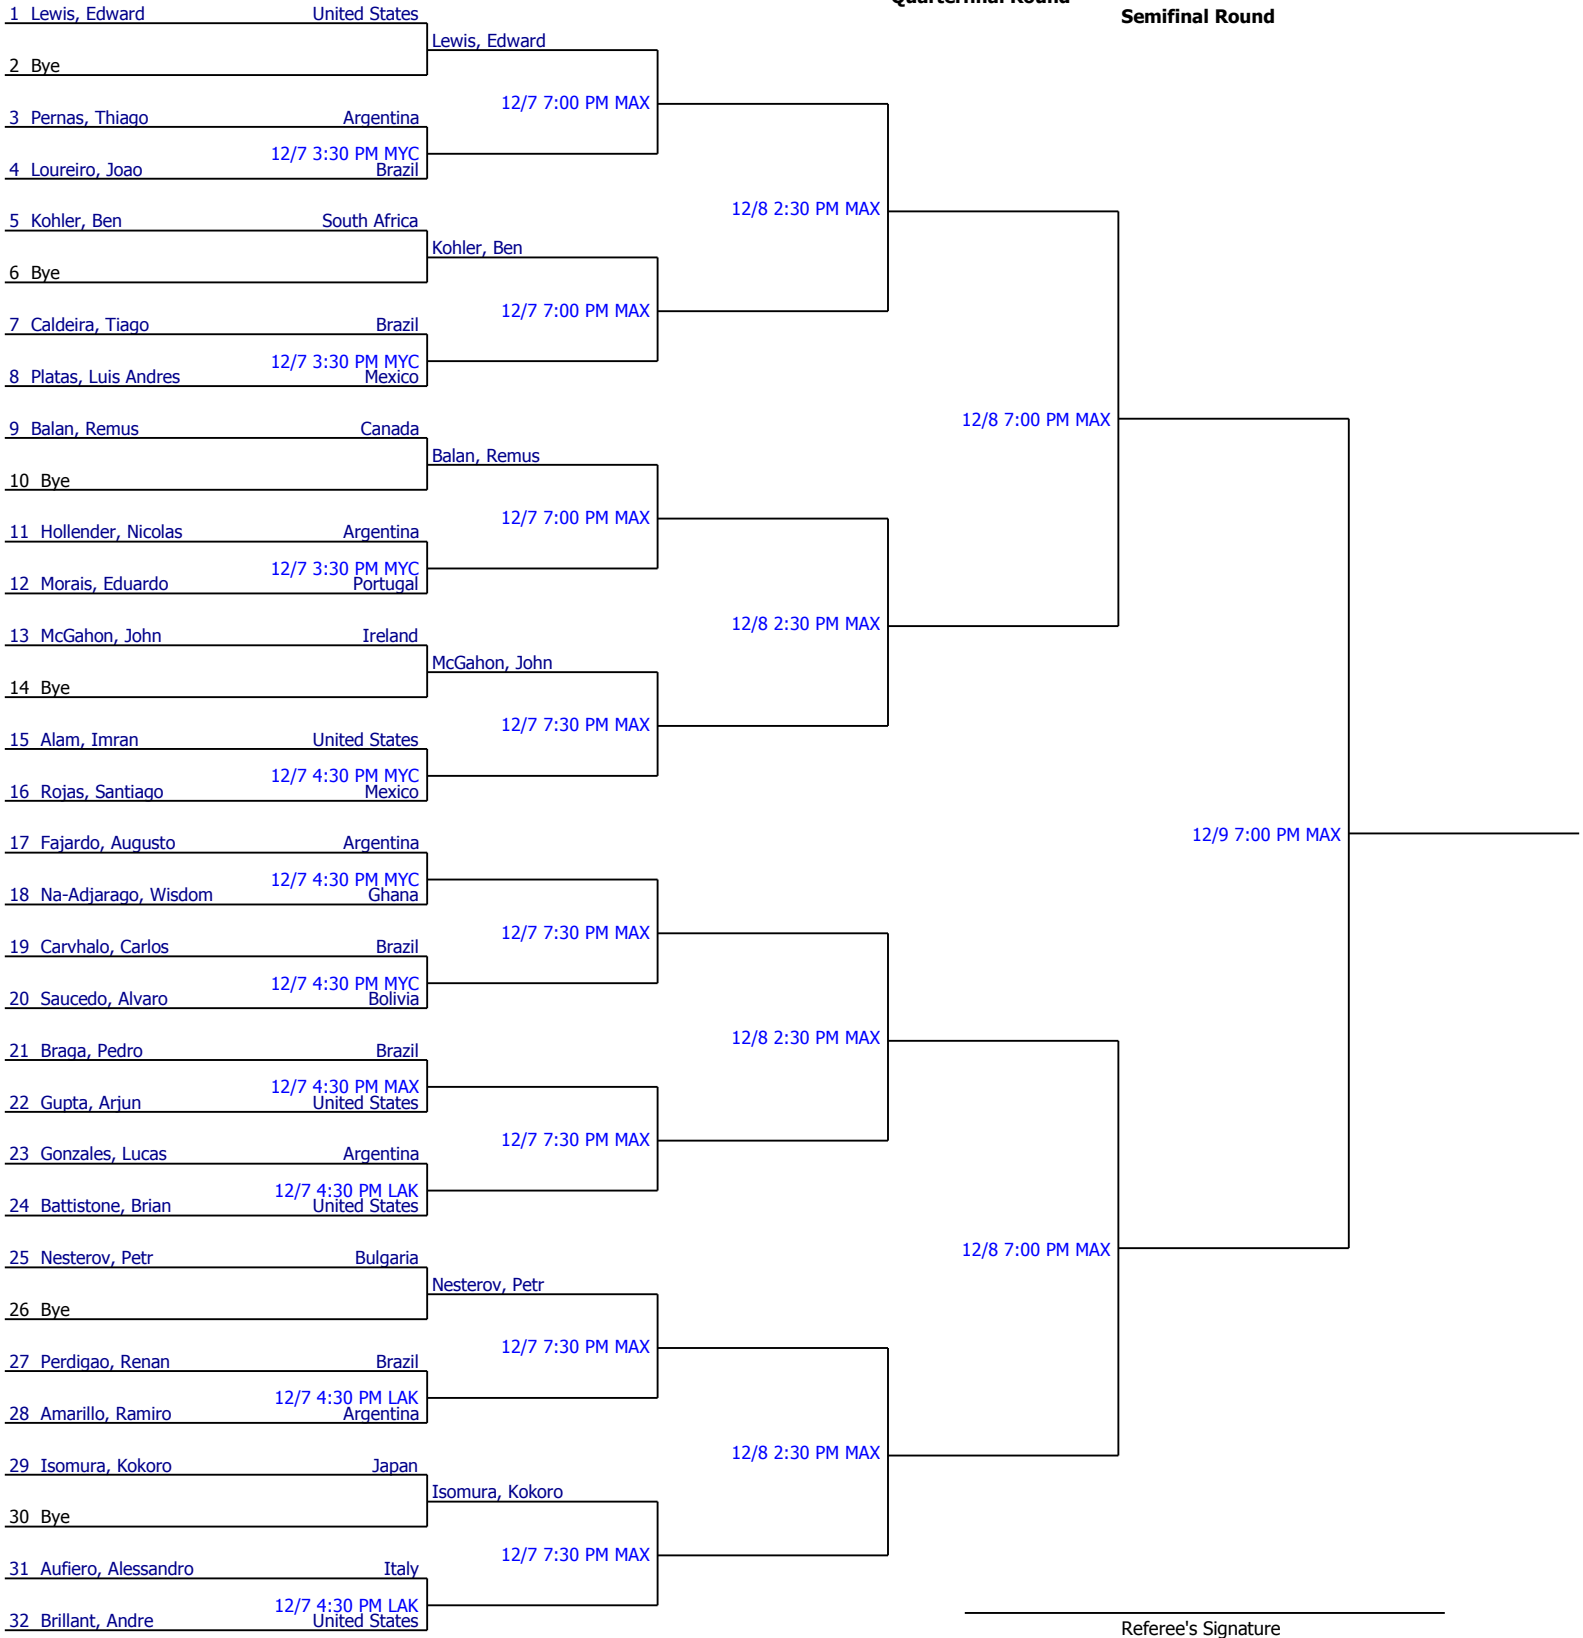 Quarterfinal Round
Semifinal Round
1 Lewis, Edward United States
Lewis, Edward
2 Bye
12/7 7:00 PM MAX
3 Pernas, Thiago Argentina
12/7 3:30 PM MYC
4 Loureiro, Joao Brazil
12/8 2:30 PM MAX
5 Kohler, Ben South Africa
Kohler, Ben
6 Bye
12/7 7:00 PM MAX
7 Caldeira, Tiago Brazil
12/7 3:30 PM MYC
8 Platas, Luis Andres Mexico
12/8 7:00 PM MAX
9 Balan, Remus Canada
Balan, Remus
10 Bye
12/7 7:00 PM MAX
11 Hollender, Nicolas Argentina
12/7 3:30 PM MYC
12 Morais, Eduardo Portugal
12/8 2:30 PM MAX
13 McGahon, John Ireland
McGahon, John
14 Bye
12/7 7:30 PM MAX
15 Alam, Imran United States
12/7 4:30 PM MYC
16 Rojas, Santiago Mexico
12/9 7:00 PM MAX
17 Fajardo, Augusto Argentina
12/7 4:30 PM MYC
18 Na-Adjarago, Wisdom Ghana
12/7 7:30 PM MAX
19 Carvhalo, Carlos Brazil
12/7 4:30 PM MYC
20 Saucedo, Alvaro Bolivia
12/8 2:30 PM MAX
21 Braga, Pedro Brazil
12/7 4:30 PM MAX
22 Gupta, Arjun United States
12/7 7:30 PM MAX
23 Gonzales, Lucas Argentina
12/7 4:30 PM LAK
24 Battistone, Brian United States
12/8 7:00 PM MAX
25 Nesterov, Petr Bulgaria
Nesterov, Petr
26 Bye
12/7 7:30 PM MAX
27 Perdigao, Renan Brazil
12/7 4:30 PM LAK
28 Amarillo, Ramiro Argentina
12/8 2:30 PM MAX
29 Isomura, Kokoro Japan
Isomura, Kokoro
30 Bye
12/7 7:30 PM MAX
31 Aufiero, Alessandro Italy
12/7 4:30 PM LAK
32 Brillant, Andre United States
Referee's Signature